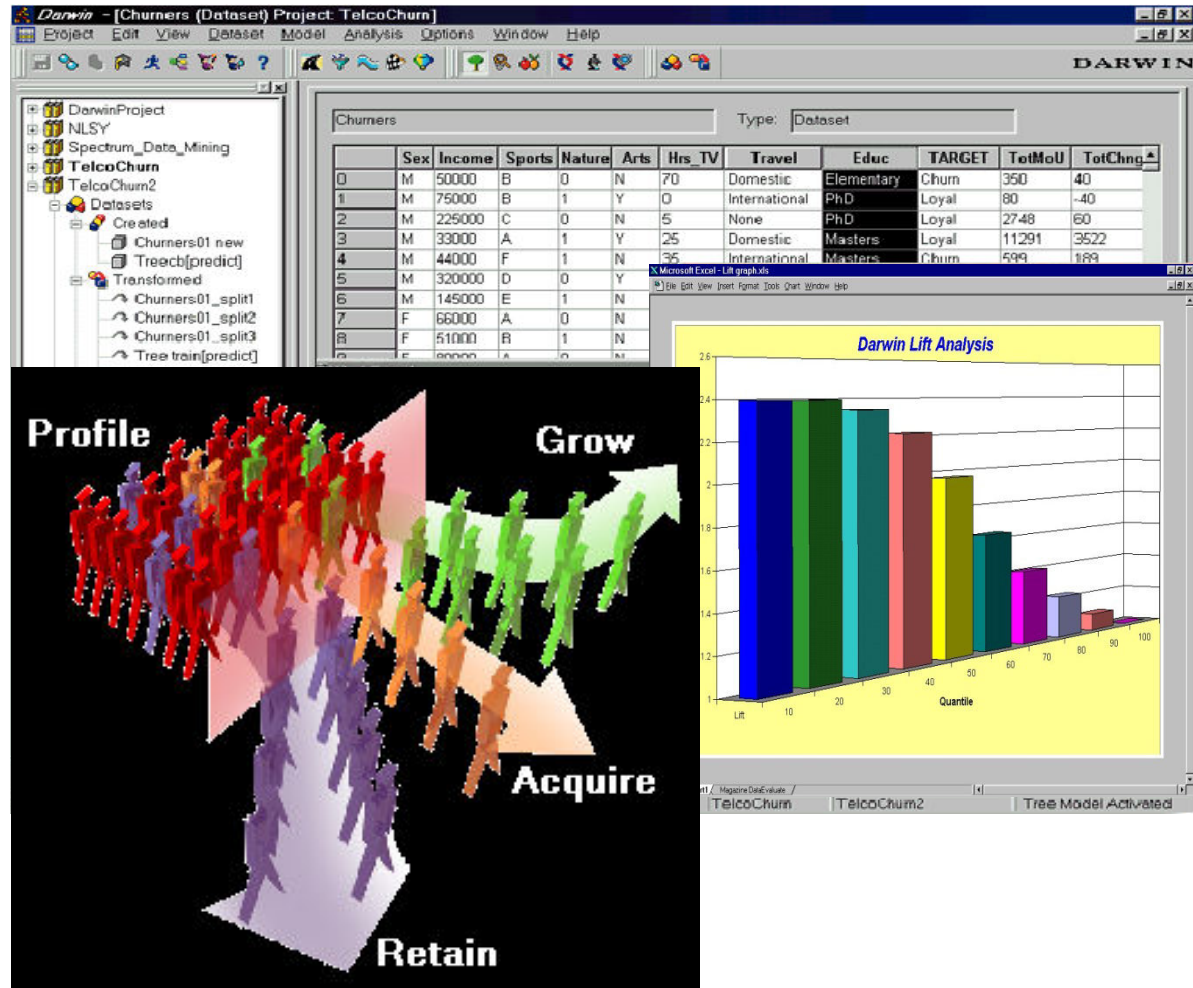 Darwin - [Churners (Dataset) Project: TelcoChurn]
Project Edit View Dataset Model Analysis Options Window Help
DARWIN
DarwinProject
NLSY
Spectrum_Data_Mining
TelcoChurn
TelcoChurn2
Datasets
Created
Churners01 new
Treecb[predict]
Transformed
Churners01_split1
Churners01_split2
Churners01_split3
Tree train[predict]
Churners Type: Dataset
Sex Income Sports Nature Arts Hrs_TV Travel Educ TARGET TotMoU TotChng
0 M 50000 B 0 N 70 Domestic Elementary Churn 350 40
1 M 75000 B 1 Y 0 International PhD Loyal 80 -40
2 M 225000 C 0 N 5 None PhD Loyal 2748 60
3 M 33000 A 1 Y 25 Domestic Masters Loyal 11291 3522
4 M 44000 F 1 N 35 International Masters Churn 599 189
5 M 320000 D 0 Y
6 M 145000 E 1 N
7 F 66000 A 0 N
8 F 51000 B 1 N
Microsoft Excel - Lift graph.xls
File Edit View Insert Format Tools Chart Window Help
Darwin Lift Analysis
2.6
2.4
2.2
2
1.8
1.6
1.4
1.2
1
Lift 10 20 30 40 50 60 70 80 90 100
Quantile
Magazine DataEvaluate
TelcoChurn TelcoChurn2 Tree Model Activated
Profile
Grow
Acquire
Retain